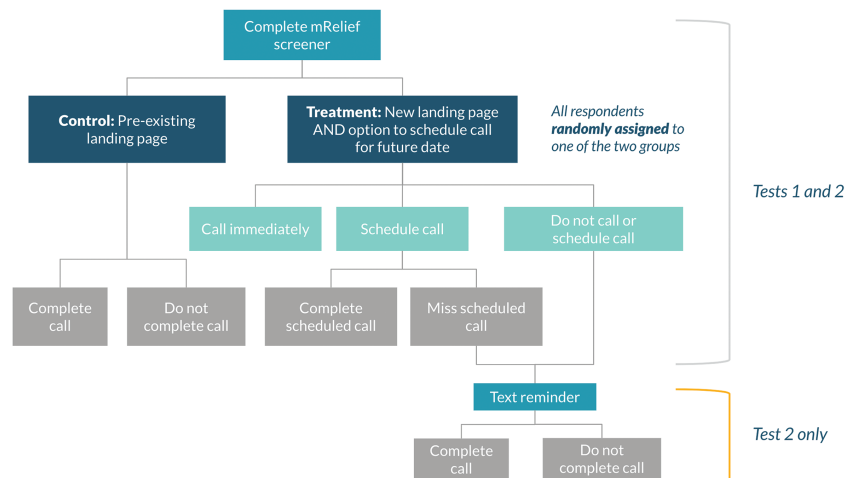 Complete mRelief
screener
Control: Pre-existing
landing page
Treatment: New landing page
AND option to schedule call
for future date
All respondents
randomly assigned to
one of the two groups
Tests 1 and 2
Call immediately
Schedule call
Do not call or
schedule call
Complete
call
Do not
complete call
Complete
scheduled call
Miss scheduled
call
Text reminder
Test 2 only
Complete
call
Do not
complete call